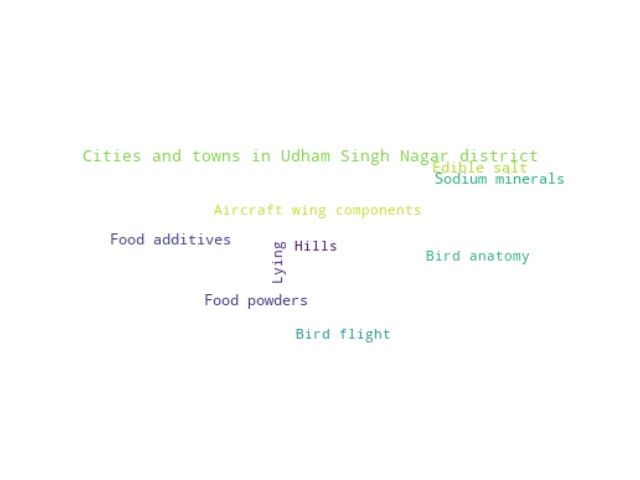 Cities and towns in Udham Singh Nagar district
Edible salt
Sodium minerals
Aircraft wing components
Food additives
Lying
Hills
Bird anatomy
Food powders
Bird flight